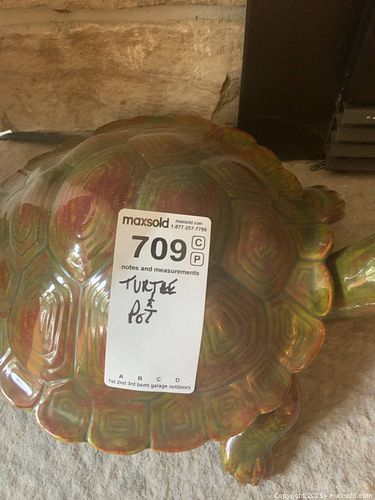 maxsold maxsold.com
1-877-257-7799
709 C
P
notes and measurements
TURTLE
&
POT
A B C D
1st 2nd 3rd bsmt garage outdoors
Copyright 2025 - maxsold.com